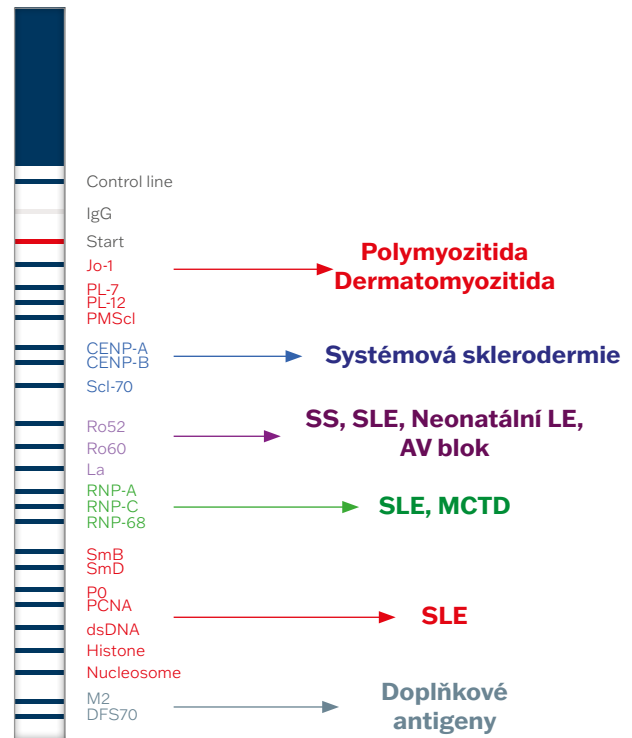 Control line
IgG
Start
Jo-1
PL-7
PL-12
PMScl
Polymyozitida
Dermatomyozitida
CENP-A
CENP-B
Scl-70
Systémová sklerodermie
Ro52
Ro60
La
SS, SLE, Neonatální LE,
AV blok
RNP-A
RNP-C
RNP-68
SLE, MCTD
SmB
SmD
P0
PCNA
dsDNA
Histone
Nucleosome
SLE
M2
DFS70
Doplňkové
antigeny